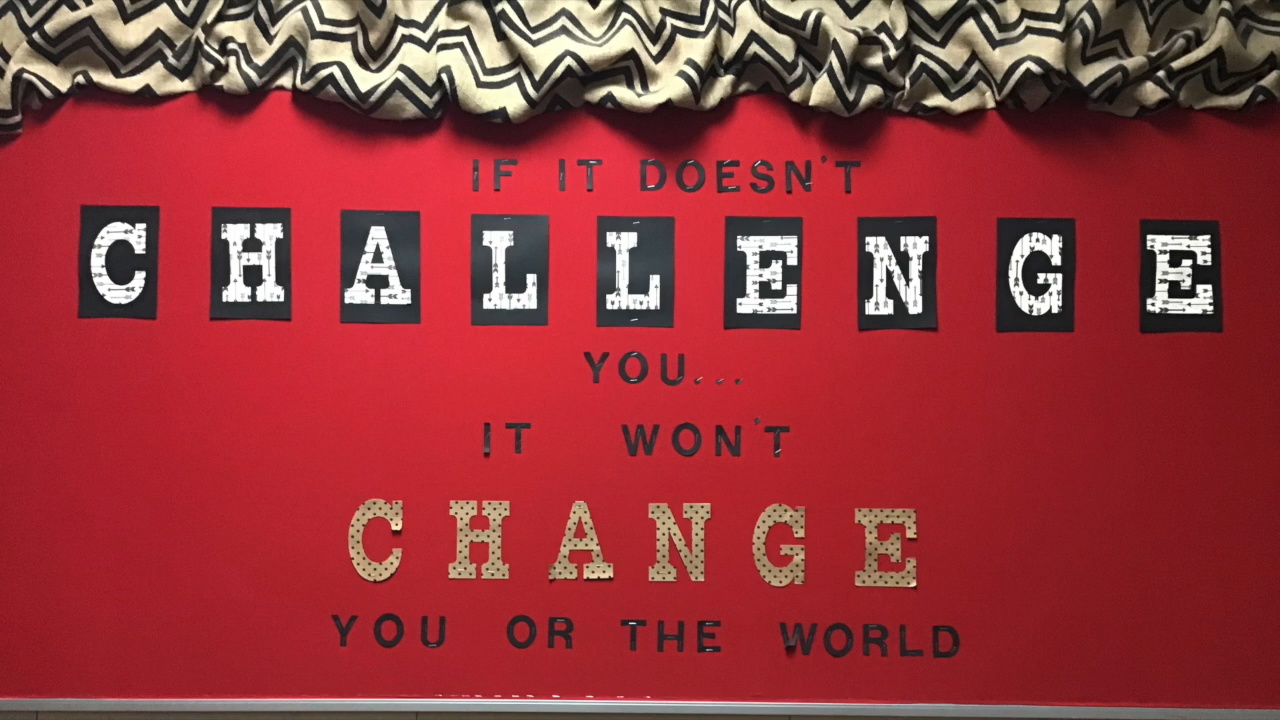 IF IT DOESN'T
CHALLENGE
YOU...
IT WON'T
CHANGE
YOU OR THE WORLD